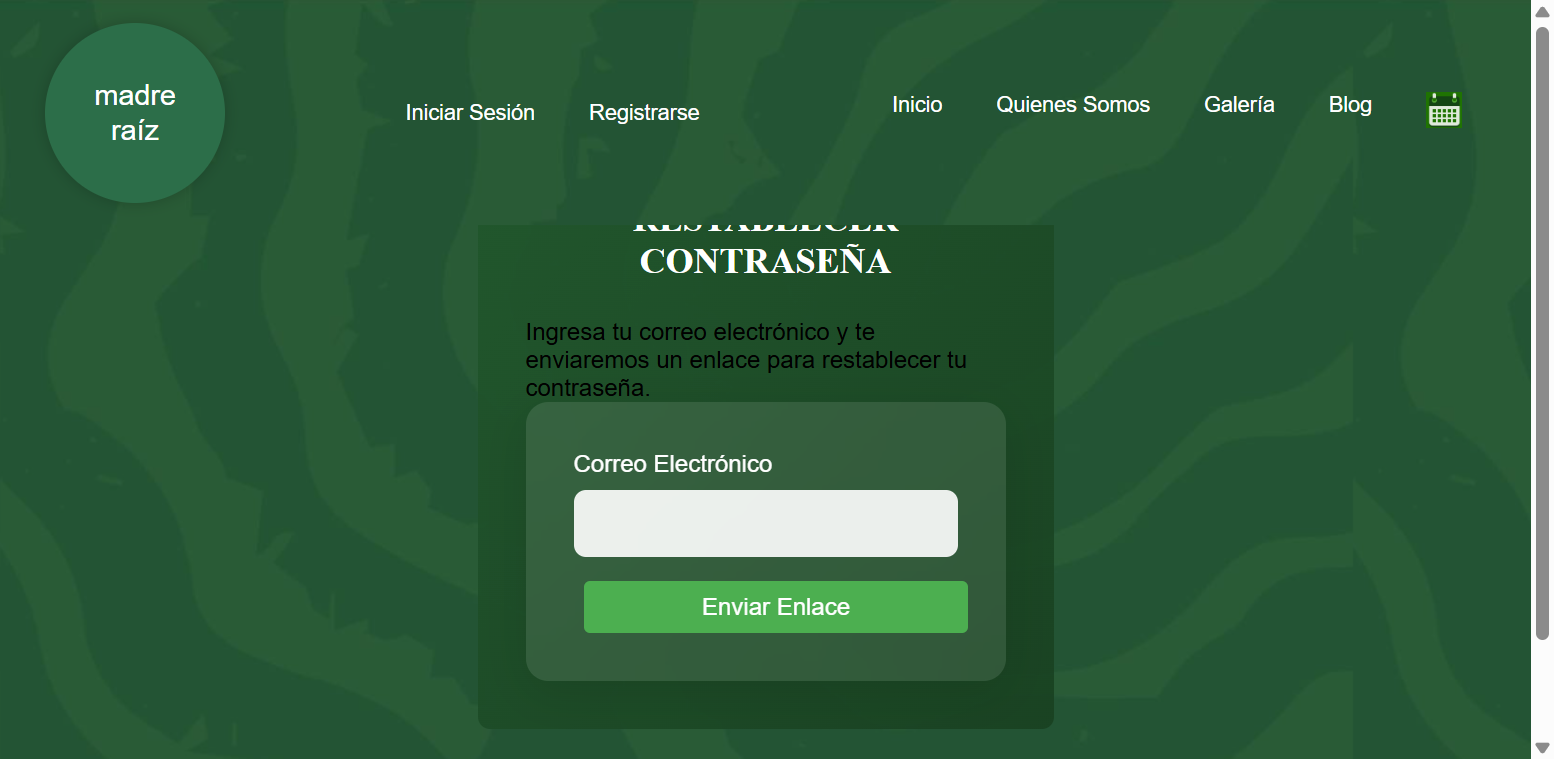 madre
raíz
Iniciar Sesión
Registrarse
Inicio
Quienes Somos
Galería
Blog
RESTABLECER
CONTRASEÑA
Ingresa tu correo electrónico y te
enviaremos un enlace para restablecer tu
contraseña.
Correo Electrónico
Enviar Enlace